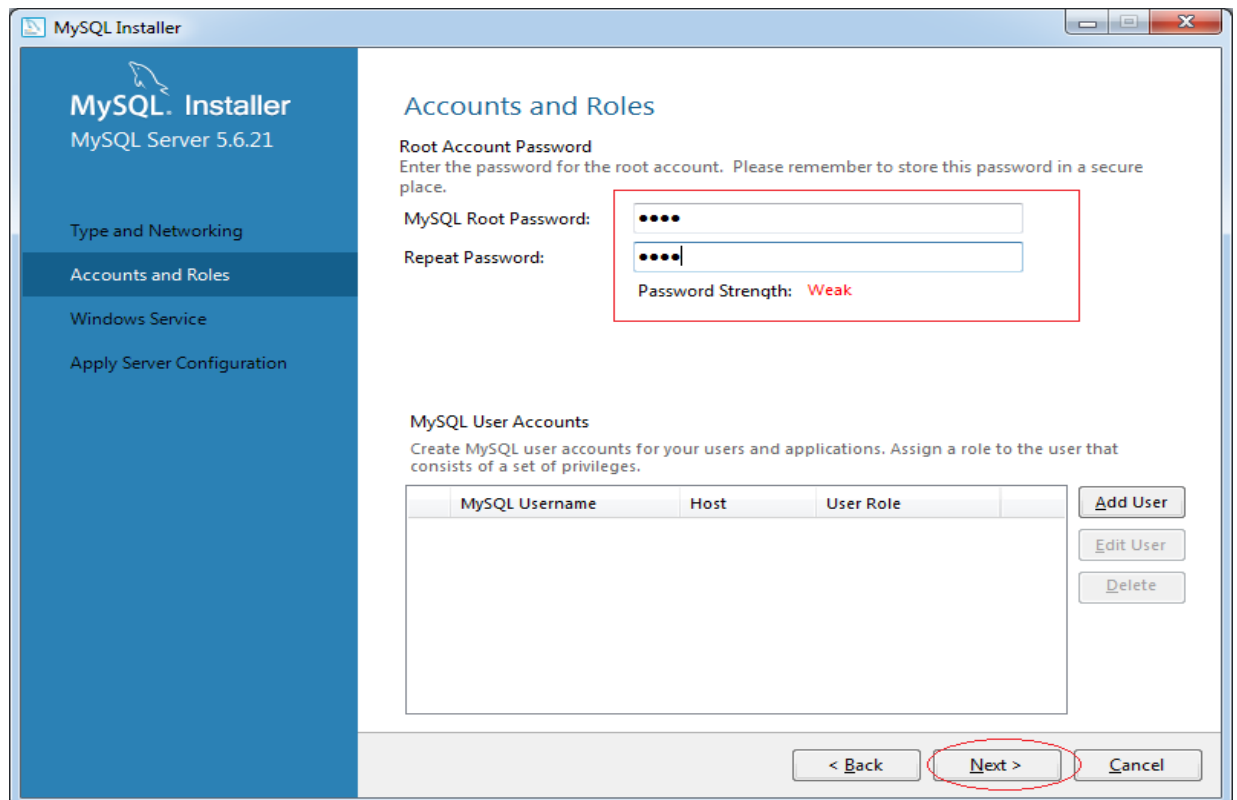 MySQL Installer
MySQL. Installer
MySQL Server 5.6.21
Type and Networking
Accounts and Roles
Windows Service
Apply Server Configuration
Accounts and Roles
Root Account Password
Enter the password for the root account. Please remember to store this password in a secure
place.
MySQL Root Password: ●●●●
Repeat Password: ●●●●
Password Strength: Weak
MySQL User Accounts
Create MySQL user accounts for your users and applications. Assign a role to the user that
consists of a set of privileges.
MySQL Username Host User Role
Add User
Edit User
Delete
< Back Next > Cancel